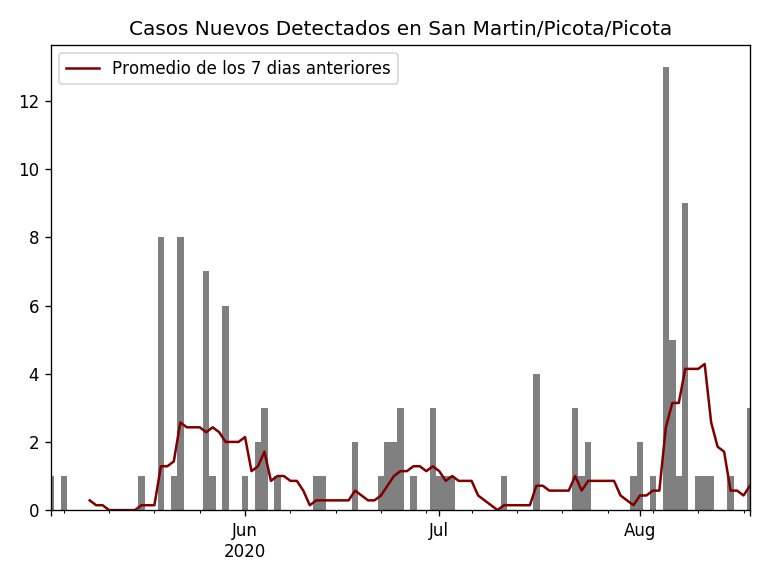 Casos Nuevos Detectados en San Martin/Picota/Picota
Promedio de los 7 dias anteriores
12
10
8
6
4
2
0
Jun
2020
Jul
Aug